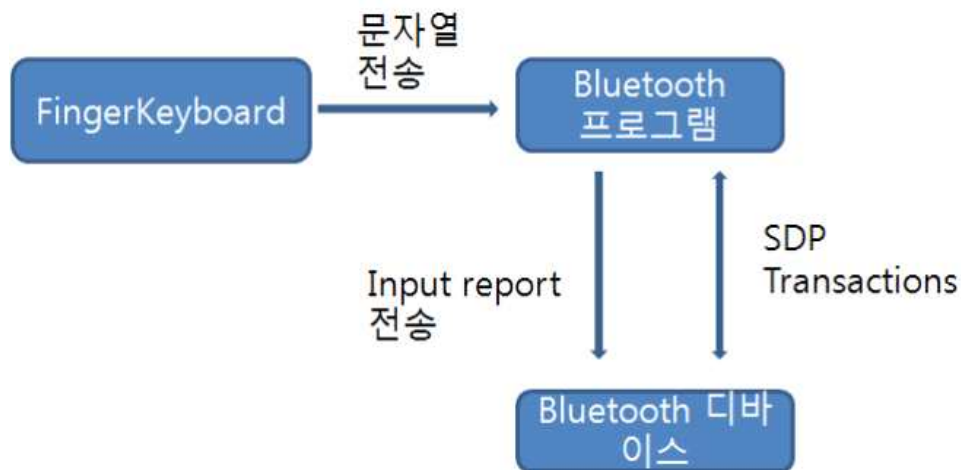 문자열
전송
FingerKeyboard
Bluetooth
프로그램
SDP
Transactions
Input report
전송
Bluetooth 디바
이스